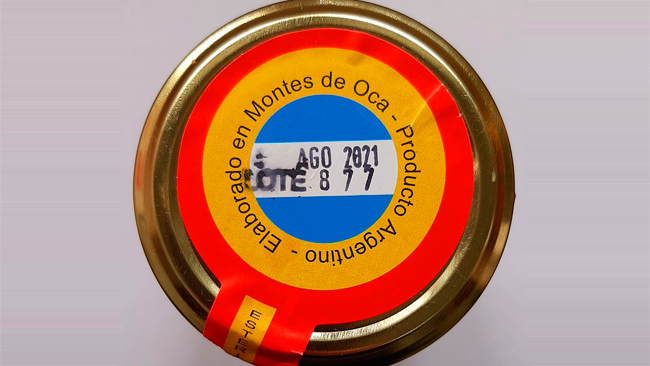 Elaborado en Montes de Oca - Producto Argentino -
AGO 2021
LOTE 8 7 7